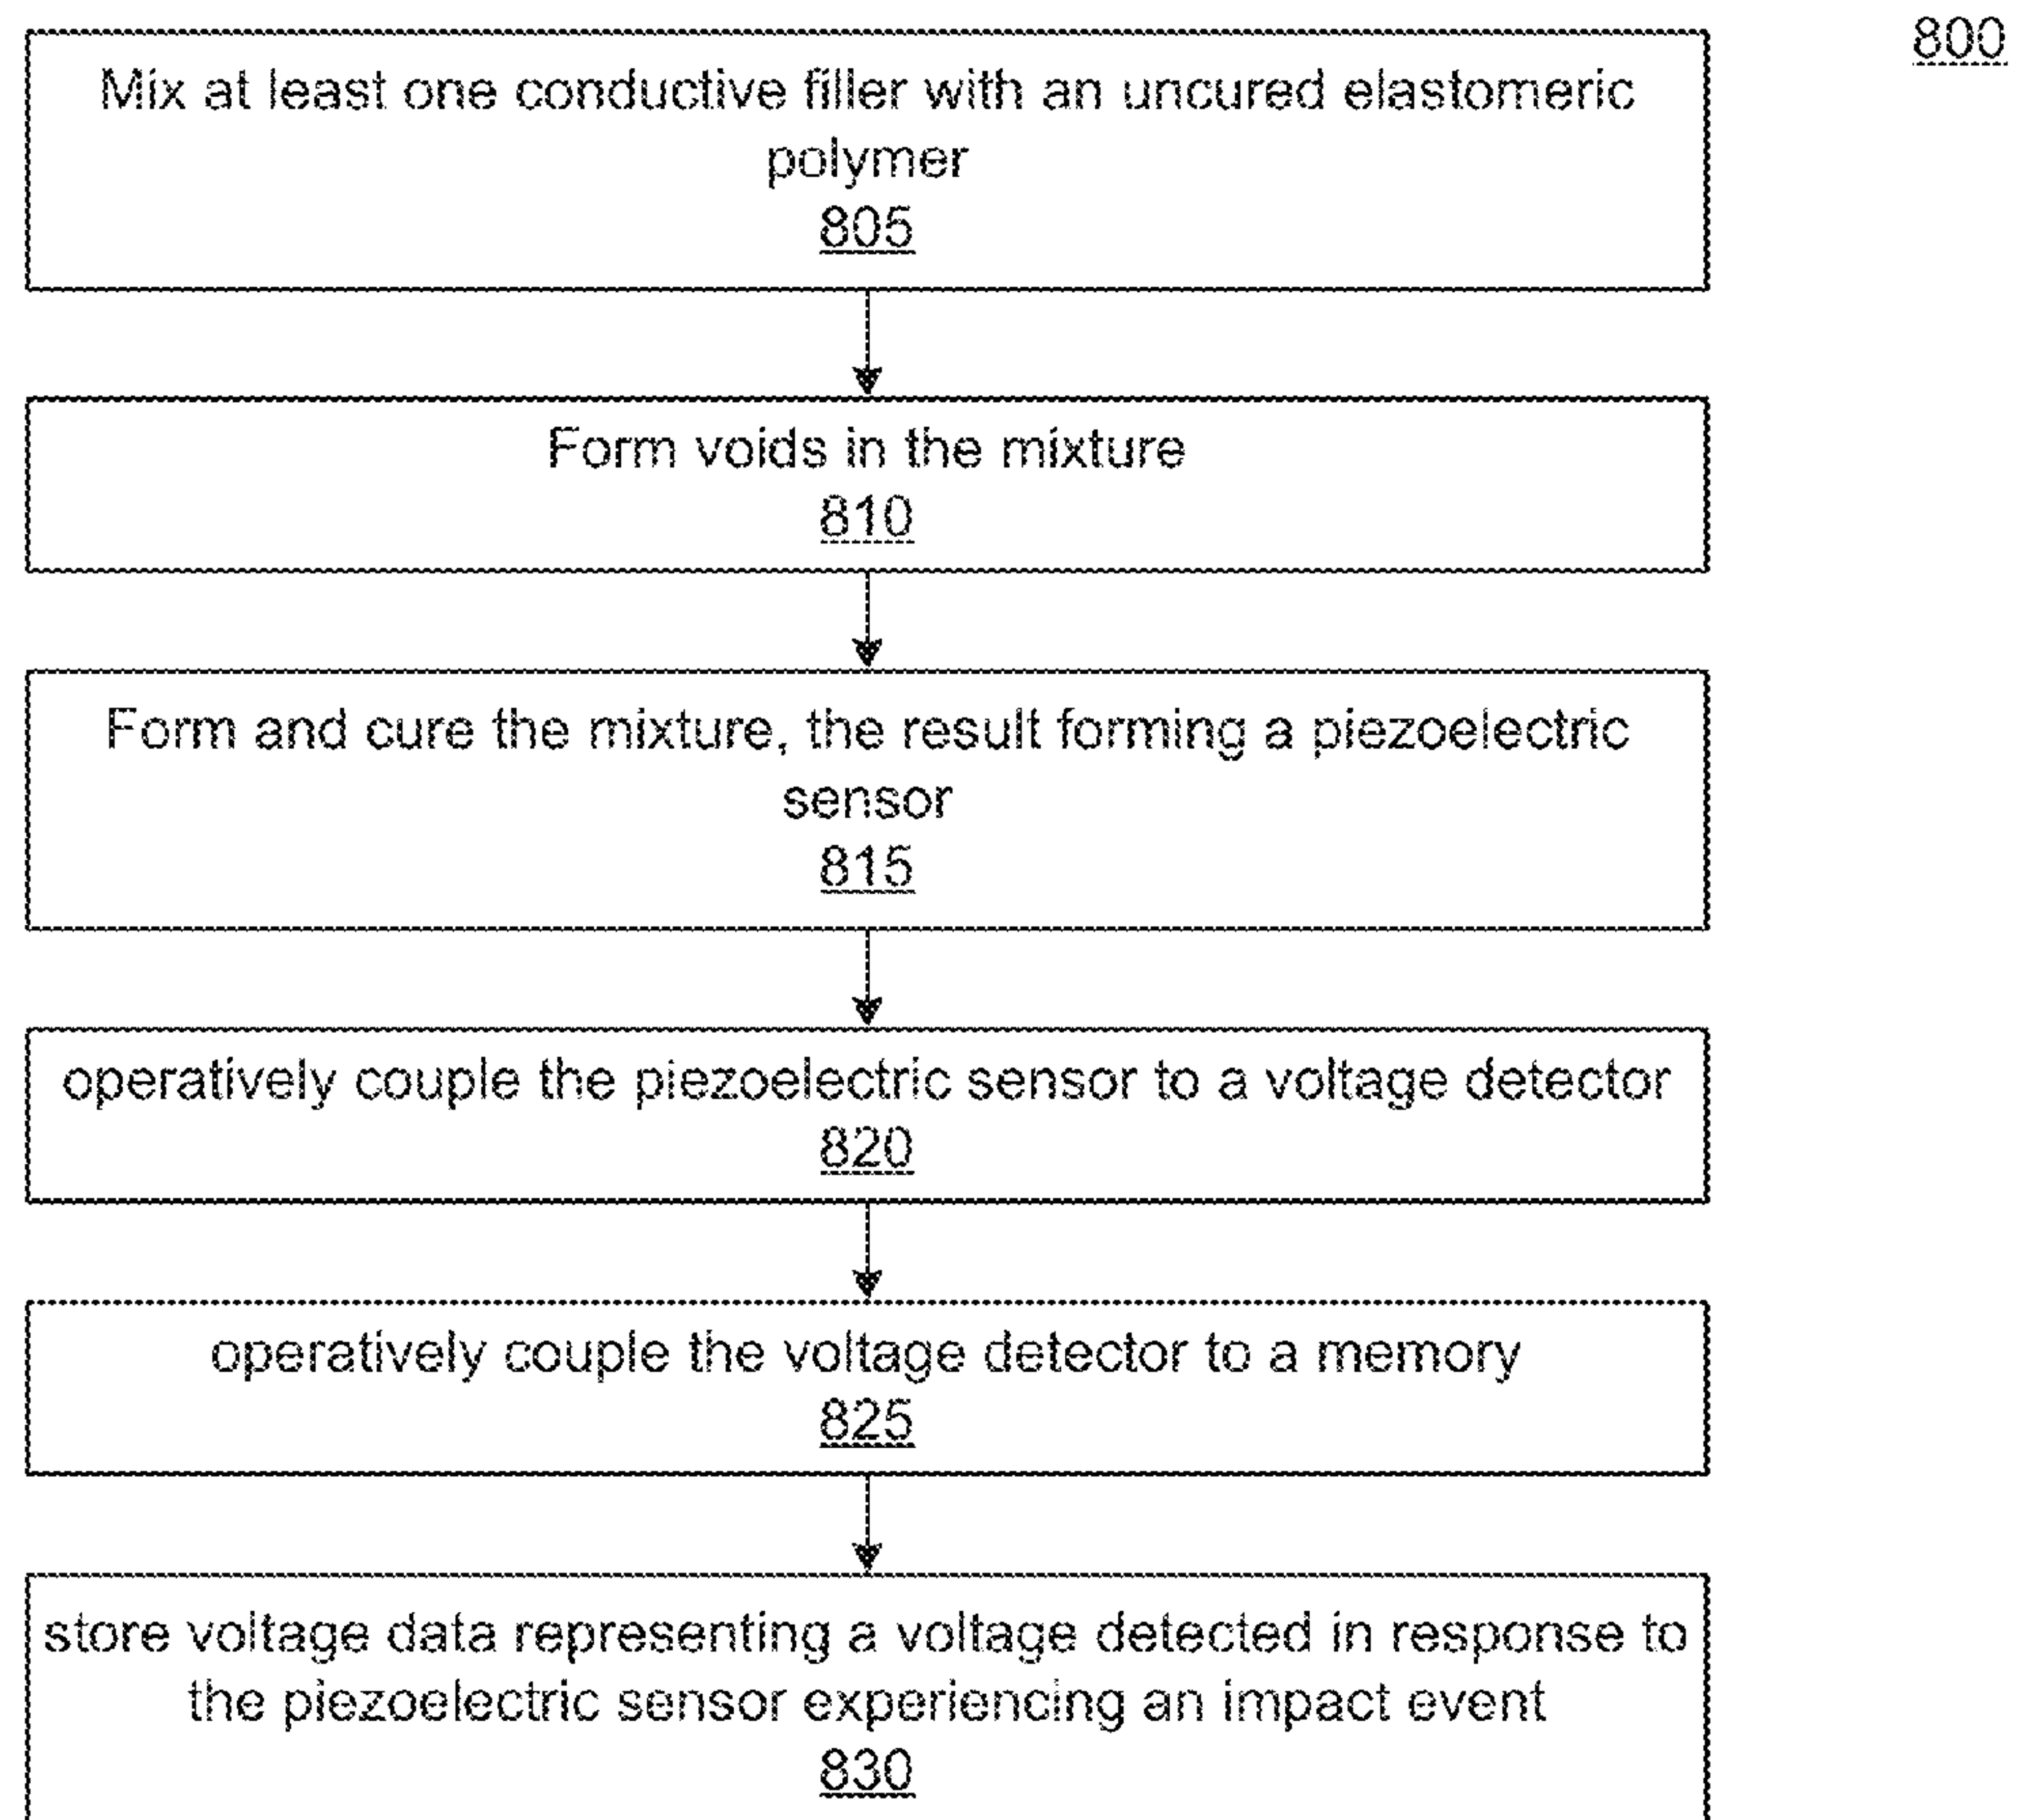 800
Mix at least one conductive filler with an uncured elastomeric
polymer
805
Form voids in the mixture
810
Form and cure the mixture, the result forming a piezoelectric
sensor
815
operatively couple the piezoelectric sensor to a voltage detector
820
operatively couple the voltage detector to a memory
825
store voltage data representing a voltage detected in response to
the piezoelectric sensor experiencing an impact event
830